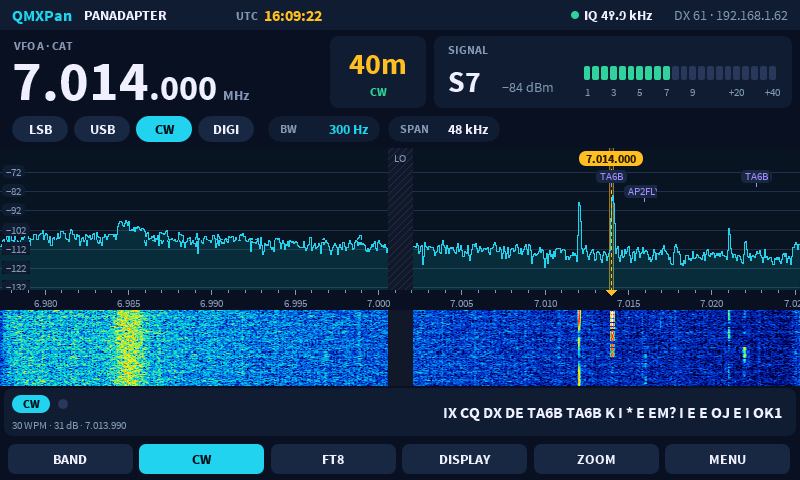 QMXPan PANADAPTER UTC 16:09:22 IQ 49.9 kHz DX 61 · 192.168.1.62
VFO A · CAT
7.014.000 MHz
40m
CW
SIGNAL
S7 −84 dBm
1 3 5 7 9 +20 +40
LSB USB CW DIGI BW 300 Hz SPAN 48 kHz
LO
7.014.000
TA6B TA6B
AP2FL
−72
−82
−92
−102
−112
−122
−132
6.980 6.985 6.990 6.995 7.000 7.005 7.010 7.015 7.020 7.02
CW
30 WPM · 31 dB · 7.013.990
IX CQ DX DE TA6B TA6B K I * E EM? I E E OJ E I OK1
BAND CW FT8 DISPLAY ZOOM MENU